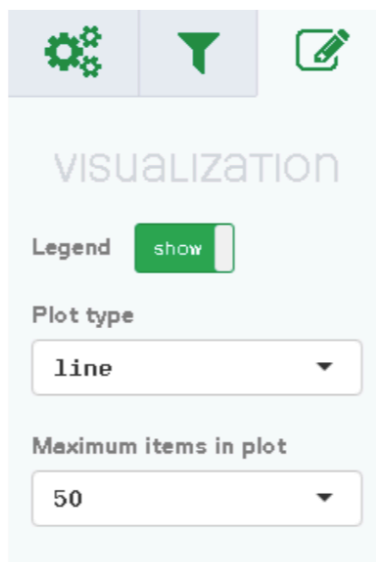 visualization
Legend show
Plot type
line
Maximum items in plot
50